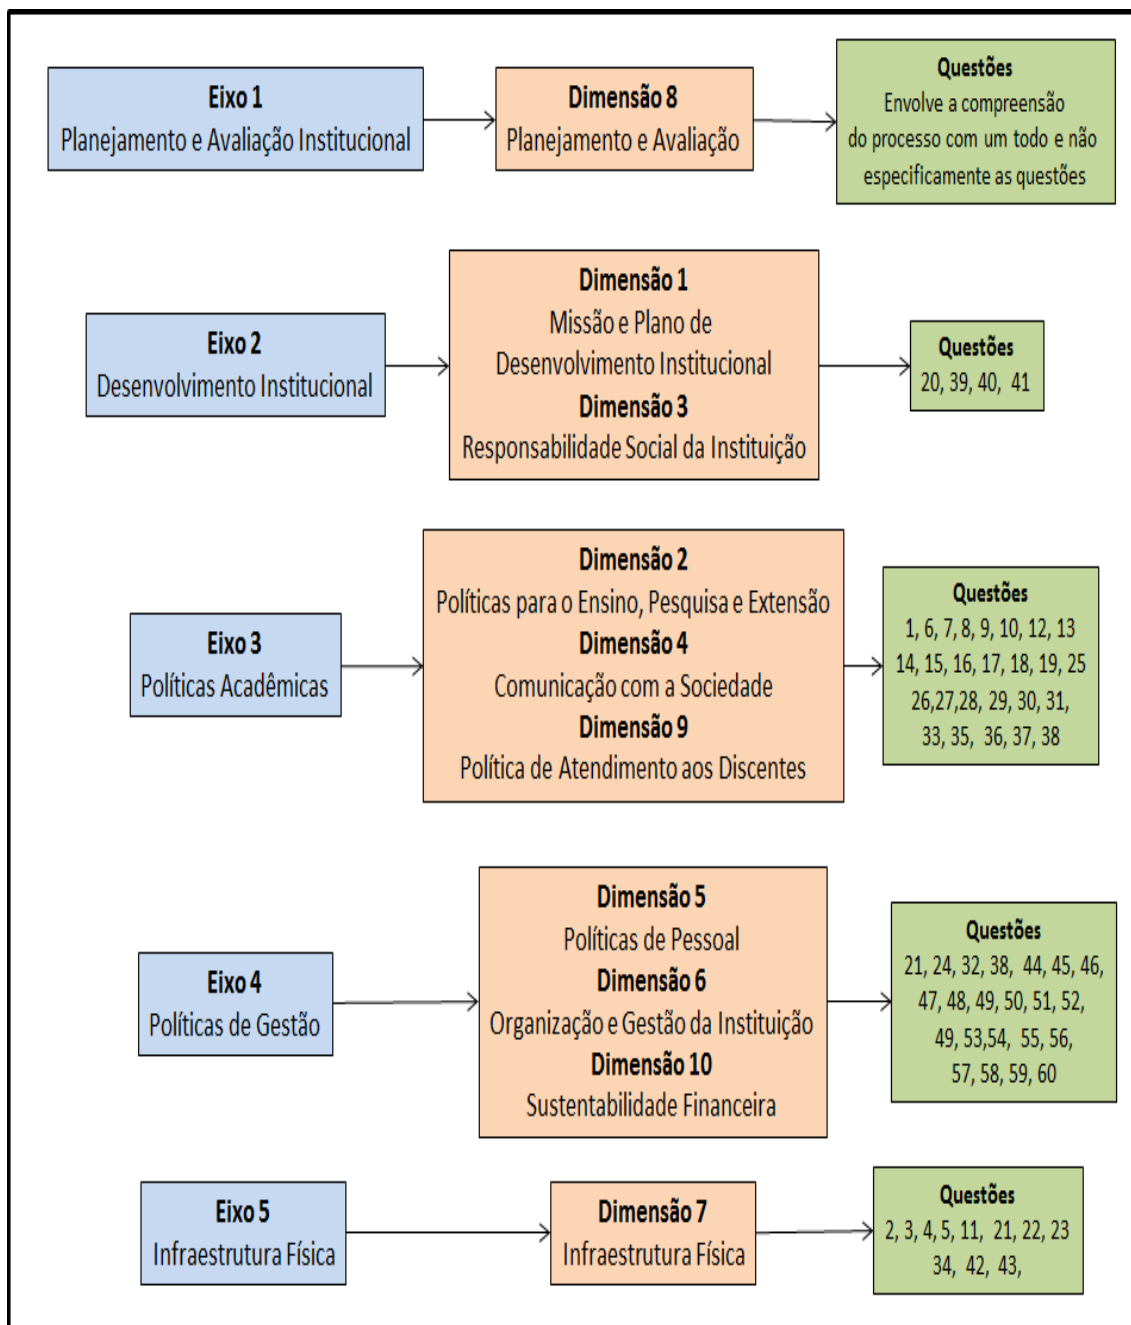 Eixo 1
Planejamento e Avaliação Institucional
Dimensão 8
Planejamento e Avaliação
Questões
Envolve a compreensão
do processo com um todo e não
especificamente as questões
Eixo 2
Desenvolvimento Institucional
Dimensão 1
Missão e Plano de
Desenvolvimento Institucional
Dimensão 3
Responsabilidade Social da Instituição
Questões
20, 39, 40, 41
Eixo 3
Políticas Acadêmicas
Dimensão 2
Políticas para o Ensino, Pesquisa e Extensão
Dimensão 4
Comunicação com a Sociedade
Dimensão 9
Política de Atendimento aos Discentes
Questões
1, 6, 7, 8, 9, 10, 12, 13
14, 15, 16, 17, 18, 19, 25
26,27,28, 29, 30, 31,
33, 35, 36, 37, 38
Eixo 4
Políticas de Gestão
Dimensão 5
Políticas de Pessoal
Dimensão 6
Organização e Gestão da Instituição
Dimensão 10
Sustentabilidade Financeira
Questões
21, 24, 32, 38, 44, 45, 46,
47, 48, 49, 50, 51, 52,
49, 53,54, 55, 56,
57, 58, 59, 60
Eixo 5
Infraestrutura Física
Dimensão 7
Infraestrutura Física
Questões
2, 3, 4, 5, 11, 21, 22, 23
34, 42, 43,